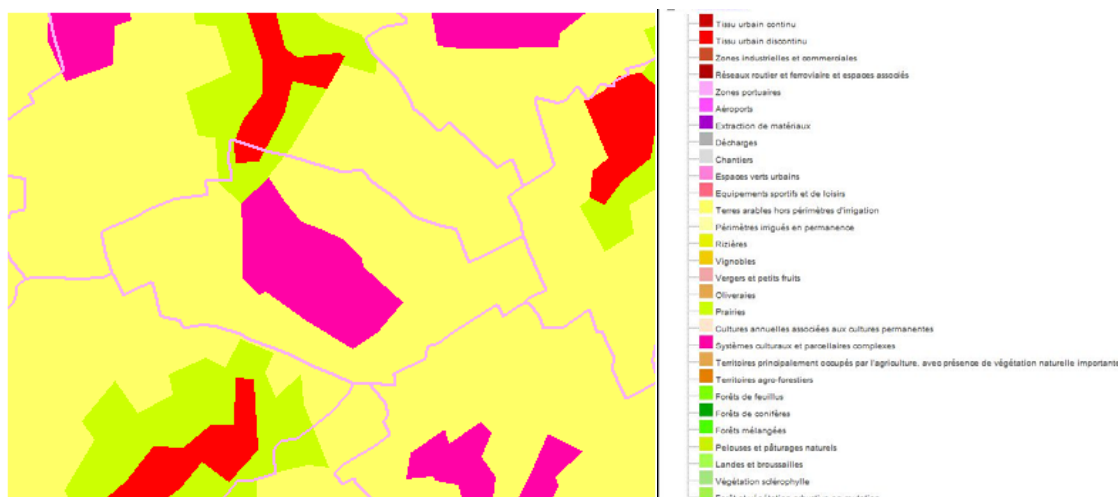 Tissu urbain continu
Tissu urbain discontinu
Zones industrielles et commerciales
Réseaux routier et ferroviaire et espaces associés
Zones portuaires
Aéroports
Extraction de matériaux
Décharges
Chantiers
Espaces verts urbains
Equipements sportifs et de loisirs
Terres arables hors périmètres d'irrigation
Périmètres irrigués en permanence
Rizières
Vignobles
Vergers et petits fruits
Oliveraies
Prairies
Cultures annuelles associées aux cultures permanentes
Systèmes culturaux et parcellaires complexes
Territoires principalement occupés par l'agriculture, avec présence de végétation naturelle importante
Territoires agro-forestiers
Forêts de feuillus
Forêts de conifères
Forêts mélangées
Pelouses et pâturages naturels
Landes et broussailles
Végétation sclérophylle